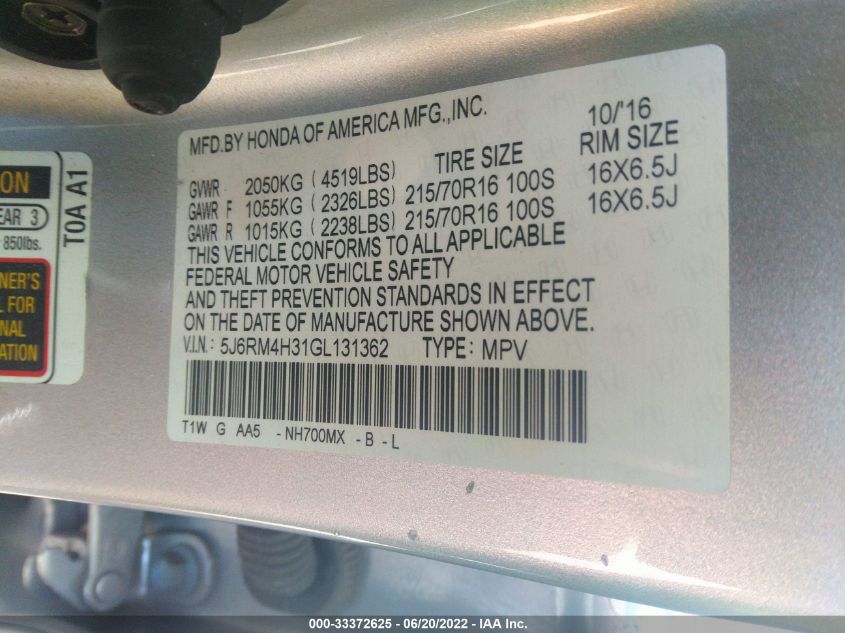 MFD.BY HONDA OF AMERICA MFG.,INC. 10/'16
TIRE SIZE RIM SIZE
GVWR - 2050KG (4519LBS)
GAWR F 1055KG (2326LBS) 215/70R16 100S 16X6.5J
GAWR R 1015KG (2238LBS) 215/70R16 100S 16X6.5J
THIS VEHICLE CONFORMS TO ALL APPLICABLE
FEDERAL MOTOR VEHICLE SAFETY
AND THEFT PREVENTION STANDARDS IN EFFECT
ON THE DATE OF MANUFACTURE SHOWN ABOVE.
V.I.N.: 5J6RM4H31GL131362 TYPE: MPV
T1W G AA5 -NH700MX -B -L
ON
EAR 3
850lbs.
NER'S
L FOR
NAL
ATION
T0A A1
000-33372625 - 06/20/2022 - IAA Inc.